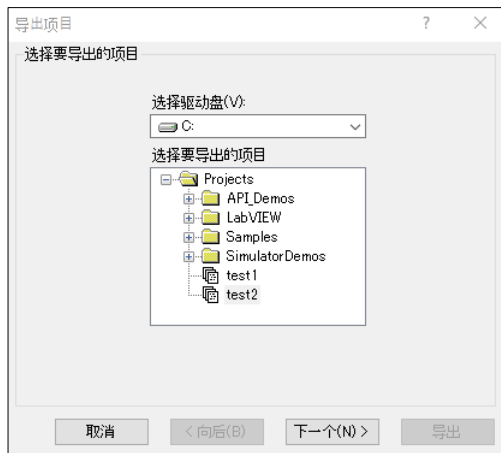 导出项目
选择要导出的项目
选择驱动盘(V):
C:
选择要导出的项目
Projects
API_Demos
LabVIEW
Samples
SimulatorDemos
test1
test2
取消
< 向后(B)
下一个(N) >
导出